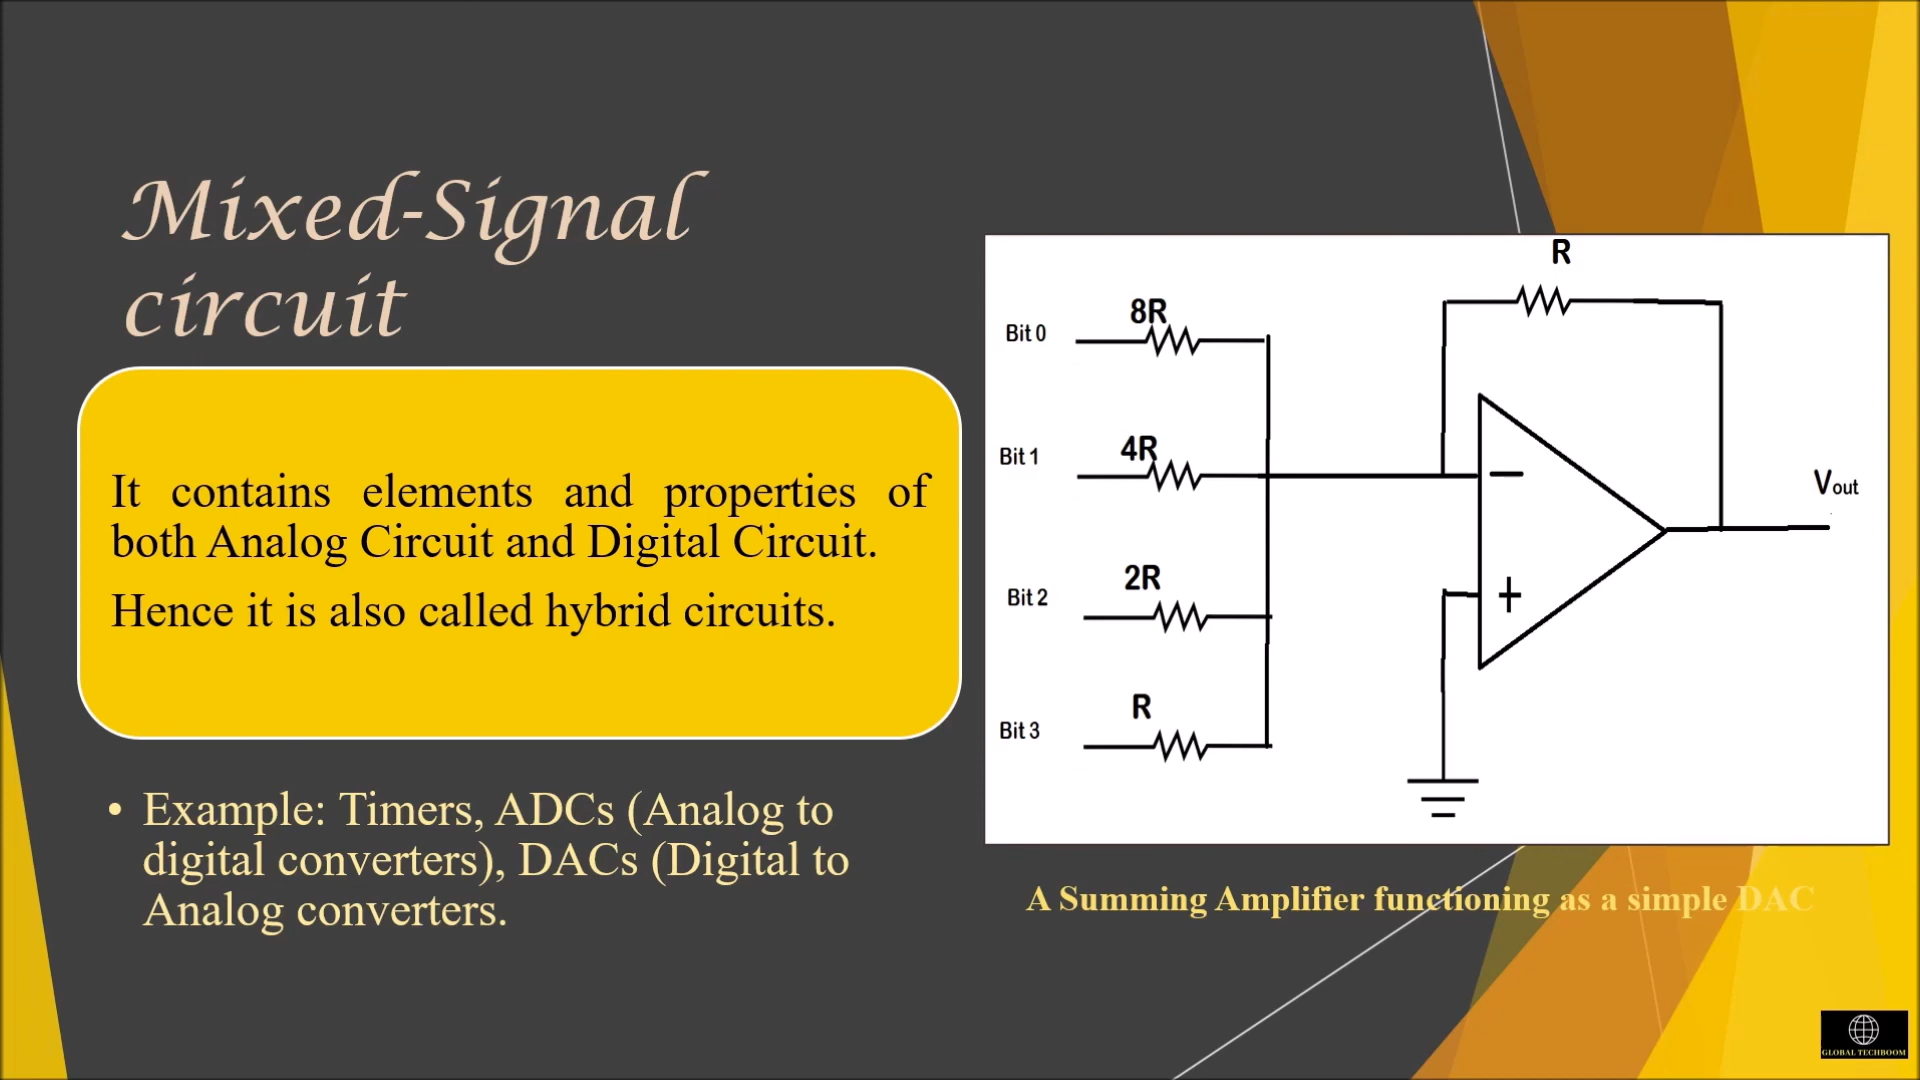 Mixed-Signal
circuit
It contains elements and properties of
both Analog Circuit and Digital Circuit.
Hence it is also called hybrid circuits.
• Example: Timers, ADCs (Analog to
digital converters), DACs (Digital to
Analog converters.
R
8R
Bit 0
4R
Bit 1
−
Vout
2R
Bit 2
+
R
Bit 3
A Summing Amplifier functioning as a simple DAC
GLOBAL TECHBOOM